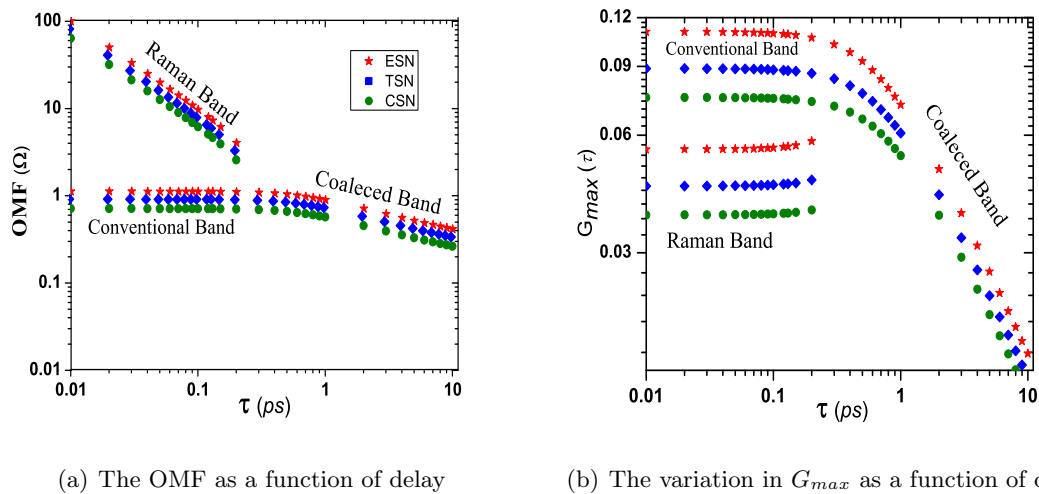 100
10
1
0.1
0.01
OMF (Ω)
Raman Band
ESN
TSN
CSN
Coaleced Band
Conventional Band
0.01
0.1
1
10
τ (ps)
(a) The OMF as a function of delay
0.12
0.09
0.06
0.03
Gmax (τ)
Conventional Band
Coaleced Band
Raman Band
0.01
0.1
1
10
τ (ps)
(b) The variation in Gmax as a function of